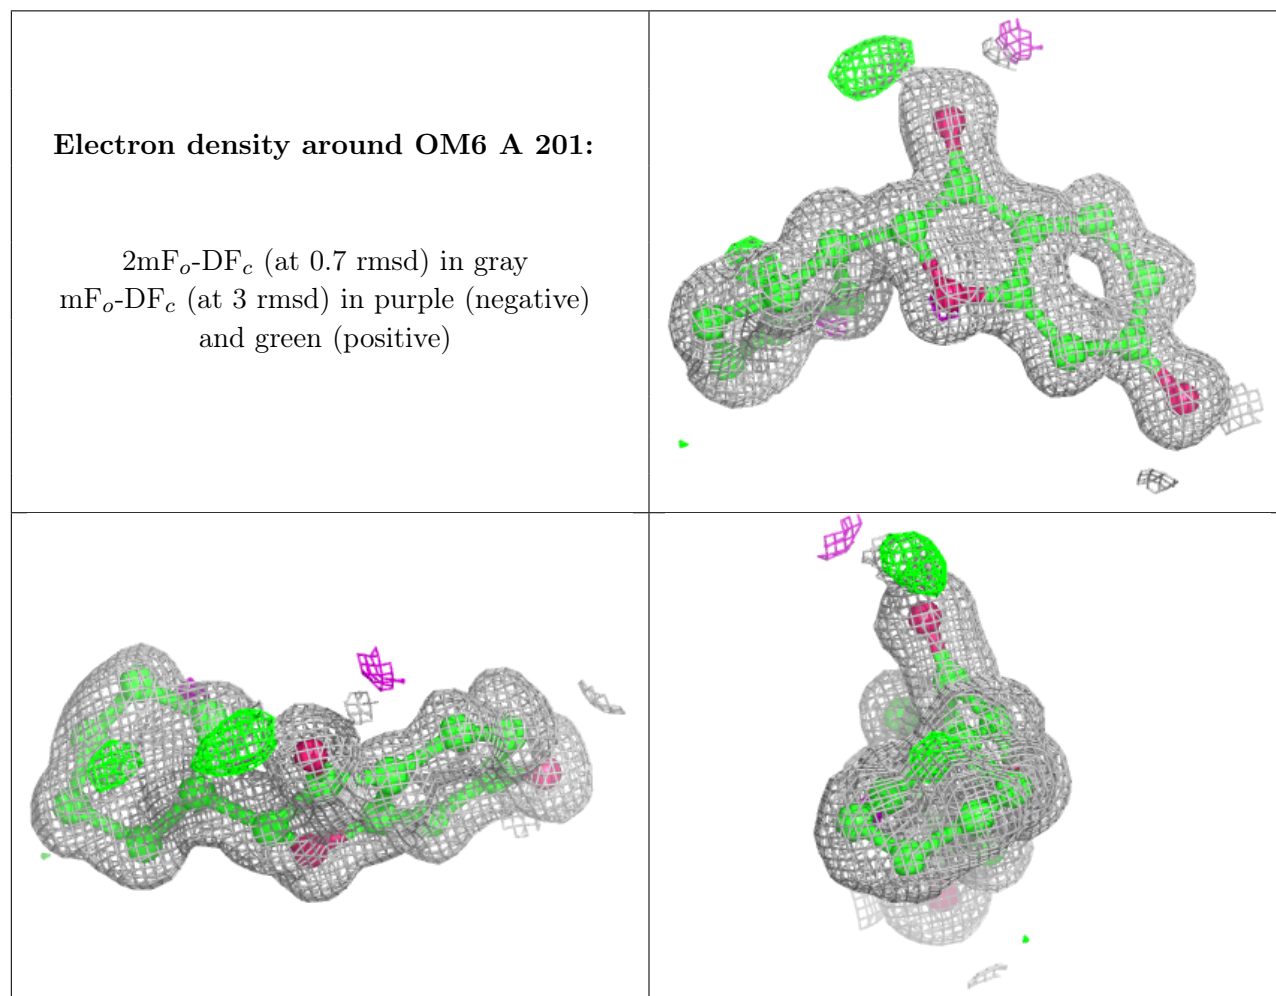 Electron density around OM6 A 201:
2mFₒ-DF𝒸 (at 0.7 rmsd) in gray
mFₒ-DF𝒸 (at 3 rmsd) in purple (negative)
and green (positive)